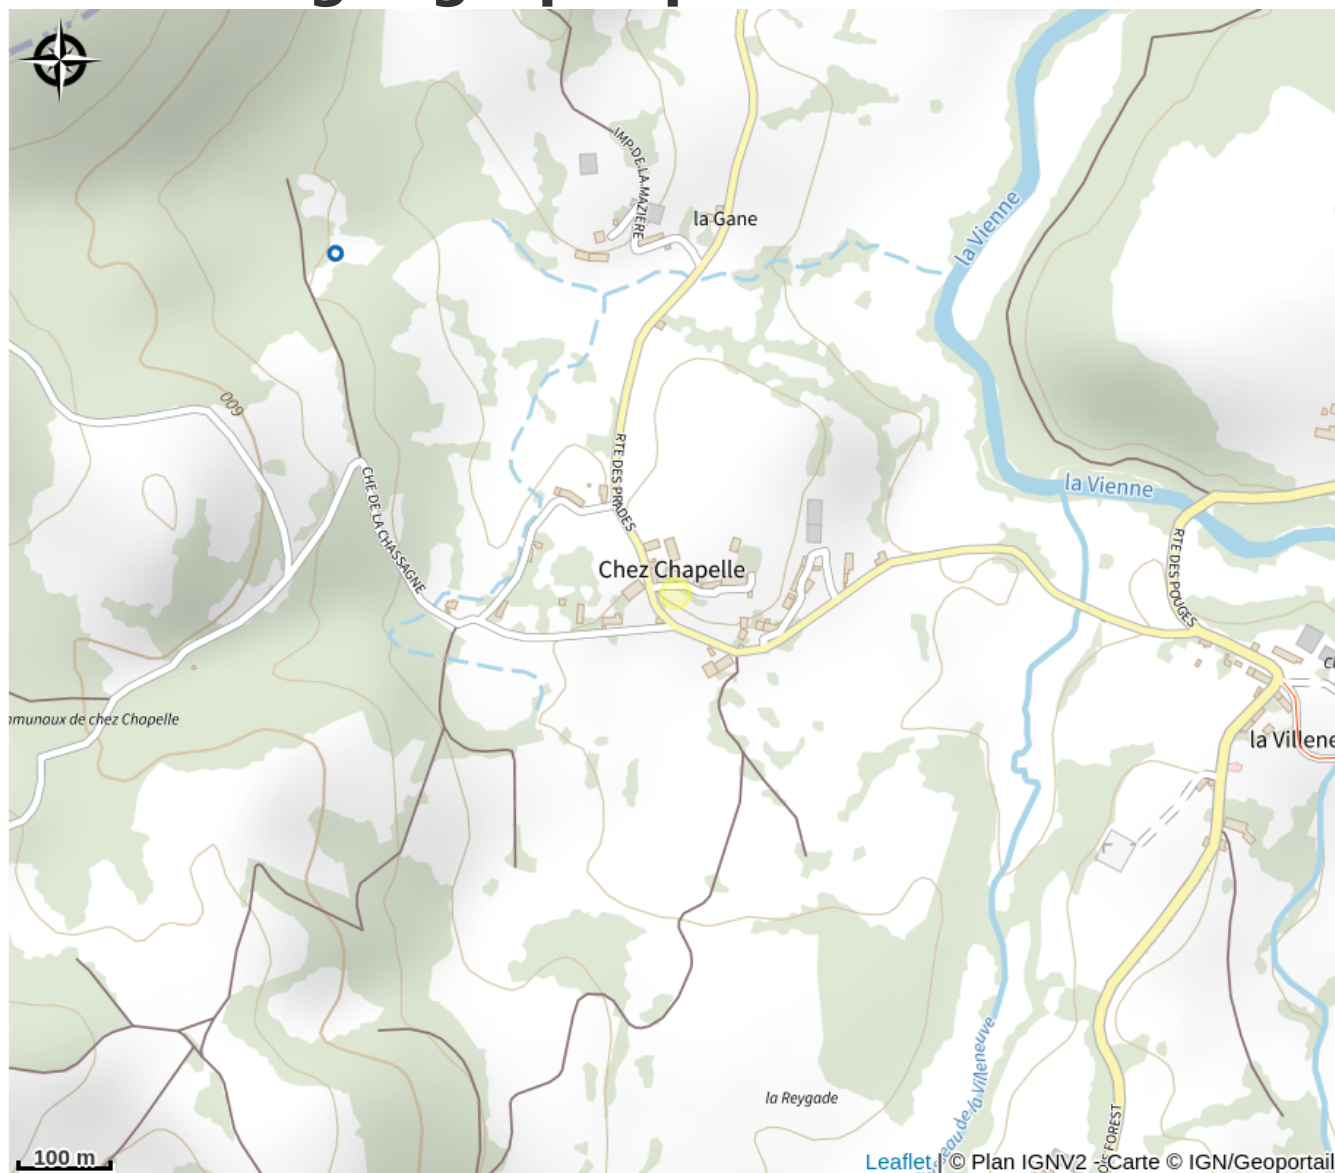 IMP. DE LA MAZIERE
la Gane
la Vienne
600
la Vienne
RTE DES PRADES
CHE DE LA CHASSAGNE
Chez Chapelle
RTE DES POUGES
mmunaux de chez Chapelle
la Villene
la Reygade
eau de la Villeneuve
FOREST
100 m
Leaflet | © Plan IGNV2 - Carte © IGN/Geoportail